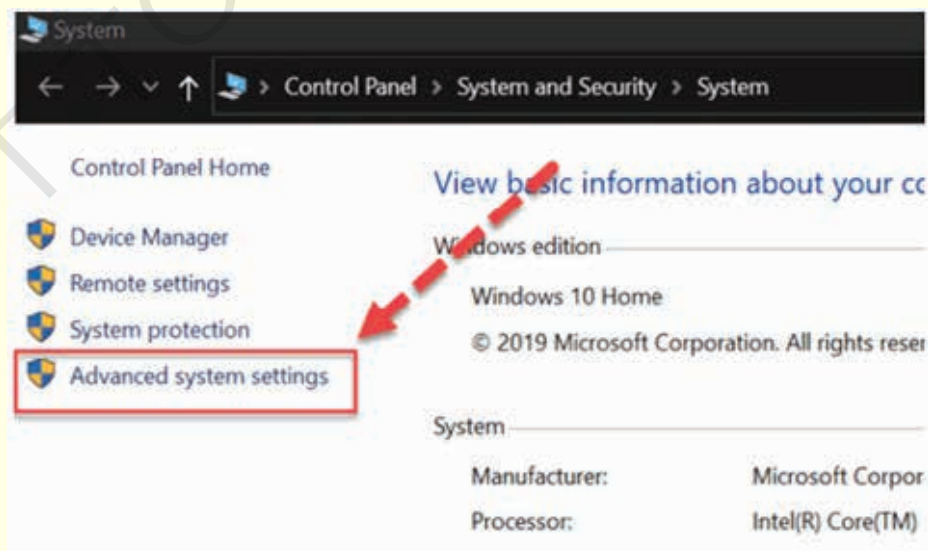 System
Control Panel > System and Security > System
Control Panel Home
Device Manager
Remote settings
System protection
Advanced system settings
View basic information about your cc
Windows edition
Windows 10 Home
© 2019 Microsoft Corporation. All rights reser
System
Manufacturer: Microsoft Corpor
Processor: Intel(R) Core(TM)